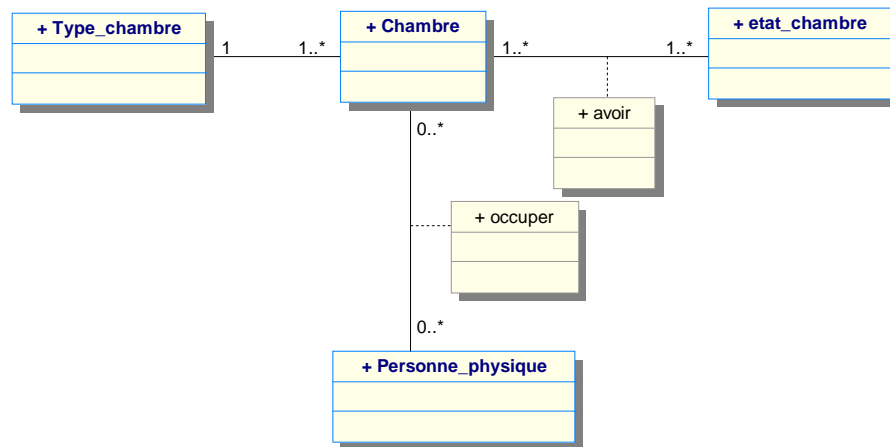 + Type_chambre
+ Chambre
+ etat_chambre
1
1..*
1..*
1..*
+ avoir
0..*
+ occuper
0..*
+ Personne_physique